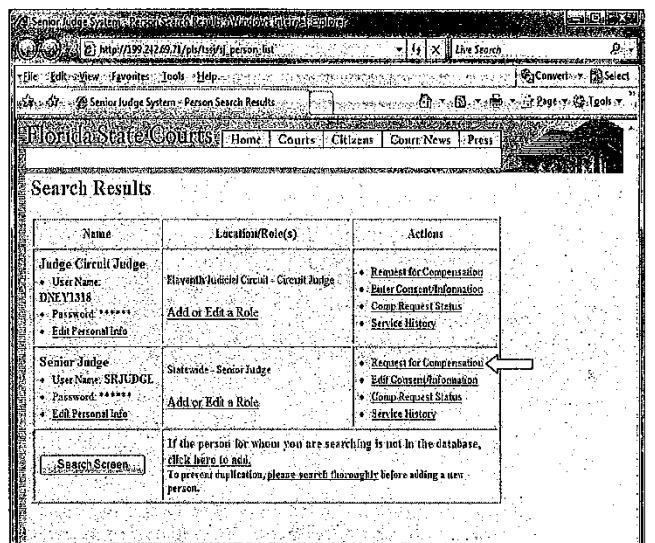 Senior Judge System - Person Search Results - Windows Internet Explorer
http://199.242.69.71/pls/tssj/sj_person_list
Live Search
File Edit View Favorites Tools Help
Convert Select
Senior Judge System - Person Search Results
Page Tools
Florida State Courts
Home Courts Citizens Court News Press
Search Results
Name
Location/Role(s)
Actions
Judge Circuit Judge
• User Name:
DNEY1318
• Password: ******
• Edit Personal Info
Eleventh Judicial Circuit - Circuit Judge
Add or Edit a Role
• Request for Compensation
• Enter Consent/Information
• Comp Request Status
• Service History
Senior Judge
• User Name: SRJUDGE
• Password: ******
• Edit Personal Info
Statewide - Senior Judge
Add or Edit a Role
• Request for Compensation
• Edit Consent/Information
• Comp Request Status
• Service History
Search Screen
If the person for whom you are searching is not in the database,
click here to add.
To prevent duplication, please search thoroughly before adding a new
person.